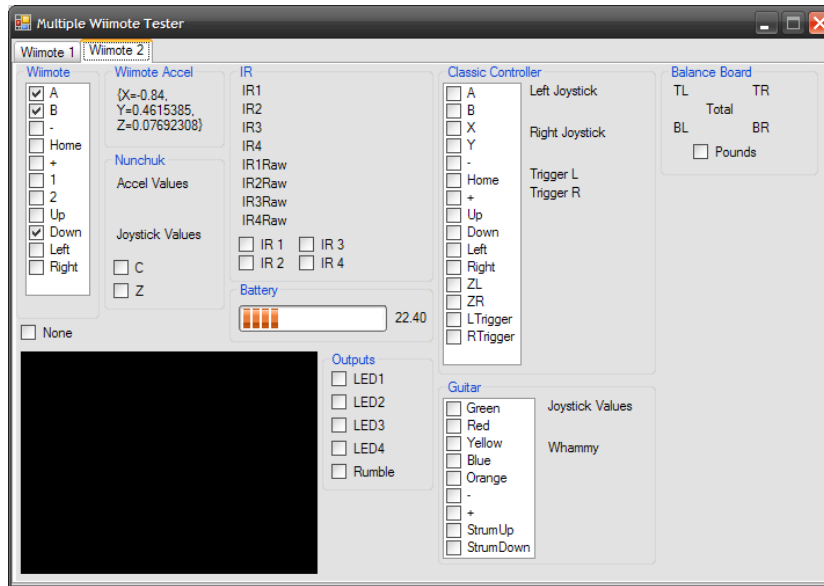 Multiple Wiimote Tester
Wiimote 1
Wiimote 2
Wiimote
A
B
-
Home
+
1
2
Up
Down
Left
Right
None
Wiimote Accel
{X=-0.84,
Y=0.4615385,
Z=0.07692308}
Nunchuk
Accel Values
Joystick Values
C
Z
IR
IR1
IR2
IR3
IR4
IR1Raw
IR2Raw
IR3Raw
IR4Raw
IR 1
IR 3
IR 2
IR 4
Battery
22.40
Outputs
LED1
LED2
LED3
LED4
Rumble
Classic Controller
A
B
X
Y
-
Home
+
Up
Down
Left
Right
ZL
ZR
LTrigger
RTrigger
Left Joystick
Right Joystick
Trigger L
Trigger R
Guitar
Green
Red
Yellow
Blue
Orange
-
+
StrumUp
StrumDown
Joystick Values
Whammy
Balance Board
TL TR
Total
BL BR
Pounds